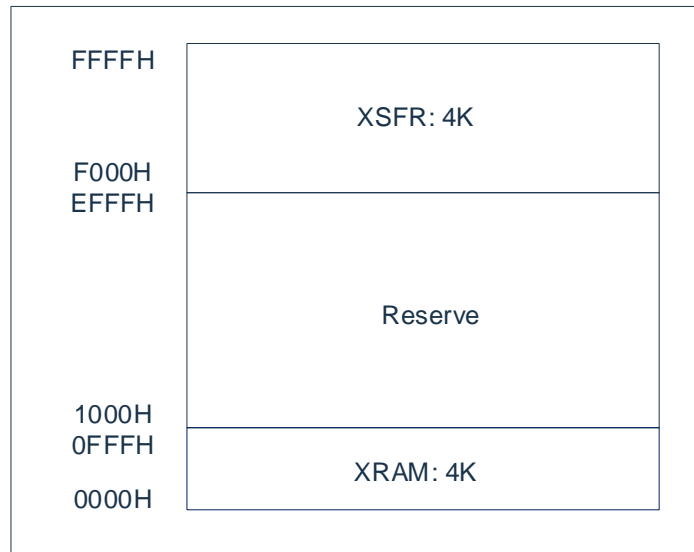 FFFFH
XSFR: 4K
F000H
EFFFH
Reserve
1000H
0FFFH
XRAM: 4K
0000H